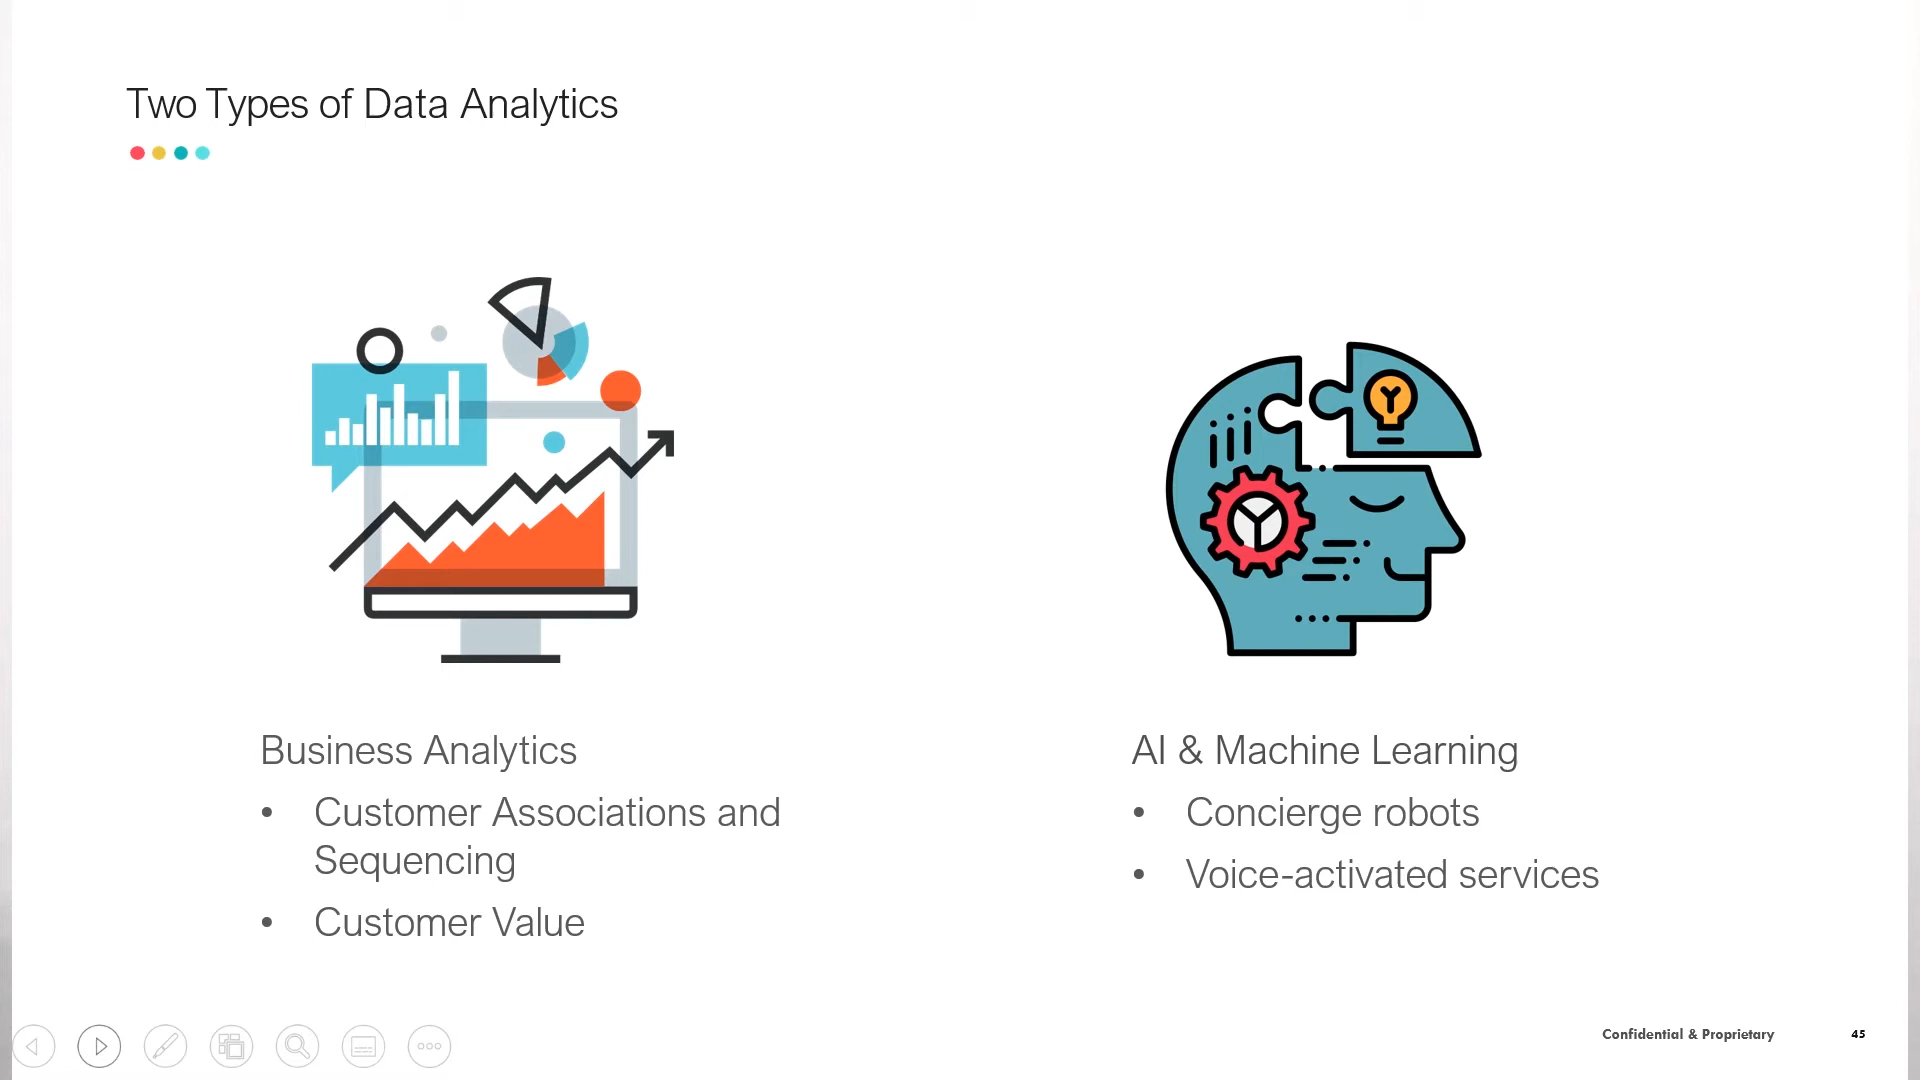 Two Types of Data Analytics
Business Analytics
• Customer Associations and
Sequencing
• Customer Value
AI & Machine Learning
• Concierge robots
• Voice-activated services
Confidential & Proprietary
45